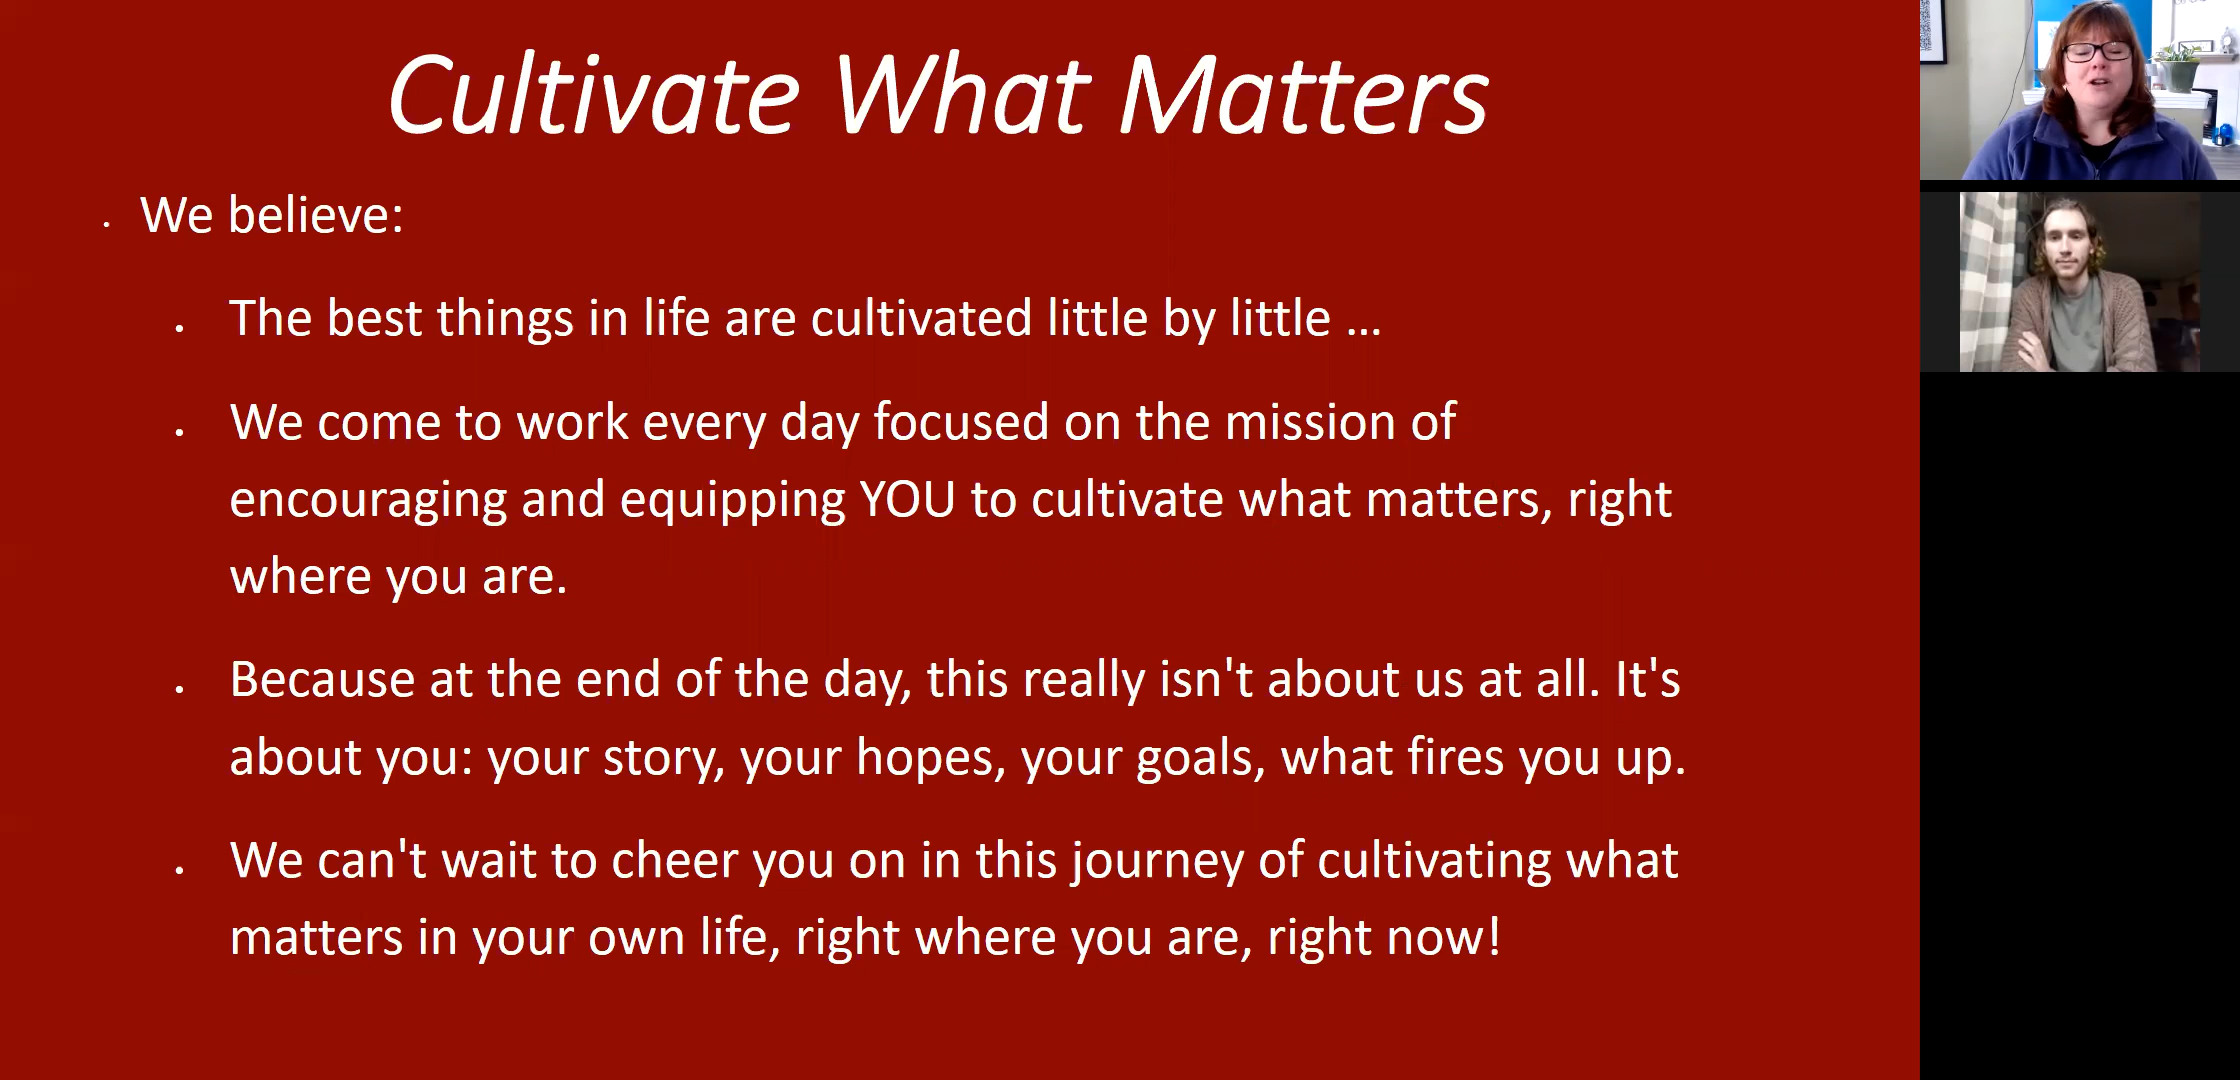 Cultivate What Matters
• We believe:
• The best things in life are cultivated little by little ...
• We come to work every day focused on the mission of
encouraging and equipping YOU to cultivate what matters, right
where you are.
• Because at the end of the day, this really isn't about us at all. It's
about you: your story, your hopes, your goals, what fires you up.
• We can't wait to cheer you on in this journey of cultivating what
matters in your own life, right where you are, right now!